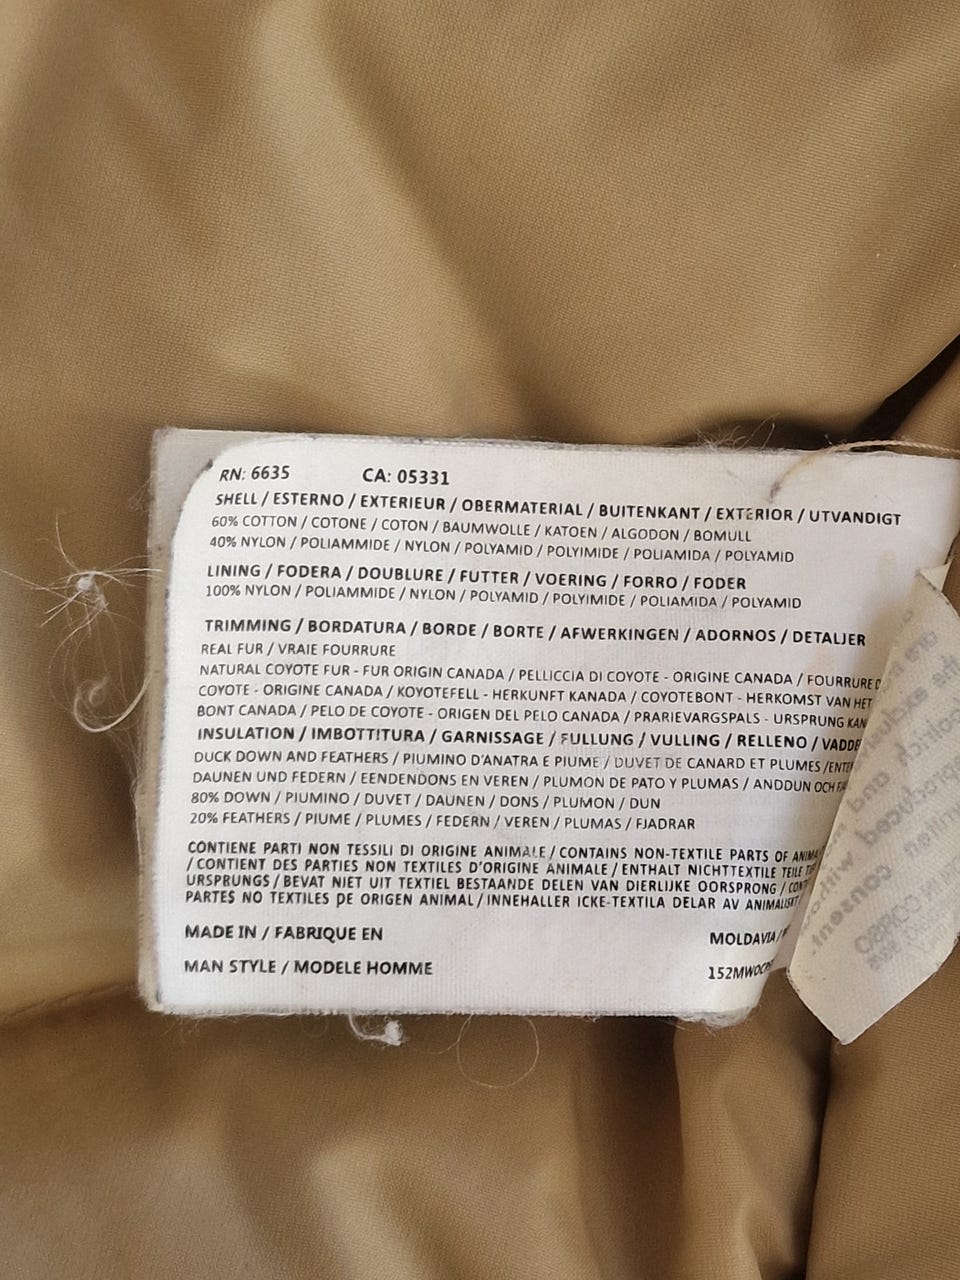 RN: 6635 CA: 05331
SHELL / ESTERNO / EXTERIEUR / OBERMATERIAL / BUITENKANT / EXTERIOR / UTVANDIGT
60% COTTON / COTONE / COTON / BAUMWOLLE / KATOEN / ALGODON / BOMULL
40% NYLON / POLIAMMIDE / NYLON / POLYAMID / POLYIMIDE / POLIAMIDA / POLYAMID
LINING / FODERA / DOUBLURE / FUTTER / VOERING / FORRO / FODER
100% NYLON / POLIAMMIDE / NYLON / POLYAMID / POLYIMIDE / POLIAMIDA / POLYAMID
TRIMMING / BORDATURA / BORDE / BORTE / AFWERKINGEN / ADORNOS / DETALJER
REAL FUR / VRAIE FOURRURE
NATURAL COYOTE FUR - FUR ORIGIN CANADA / PELLICCIA DI COYOTE - ORIGINE CANADA / FOURRURE
COYOTE - ORIGINE CANADA / KOYOTEFELL - HERKUNFT KANADA / COYOTEBONT - HERKOMST VAN HET
BONT CANADA / PELO DE COYOTE - ORIGEN DEL PELO CANADA / PRARIEVARGSPALS - URSPRUNG
INSULATION / IMBOTTITURA / GARNISSAGE / FULLUNG / VULLING / RELLENO /
DUCK DOWN AND FEATHERS / PIUMINO D'ANATRA E PIUME / DUVET DE CANARD ET PLUMES /
DAUNEN UND FEDERN / EENDENDONS EN VEREN / PLUMON DE PATO Y PLUMAS / ANDDUN OCH
80% DOWN / PIUMINO / DUVET / DAUNEN / DONS / PLUMON / DUN
20% FEATHERS / PIUME / PLUMES / FEDERN / VEREN / PLUMAS / FJADRAR
CONTIENE PARTI NON TESSILI DI ORIGINE ANIMALE / CONTAINS NON-TEXTILE PARTS OF
/ CONTIENT DES PARTIES NON TEXTILES D'ORIGINE ANIMALE / ENTHALT NICHTTEXTILE TEILE
URSPRUNGS / BEVAT NIET UIT TEXTIEL BESTAANDE DELEN VAN DIERLIJKE OORSPRONG /
PARTES NO TEXTILES DE ORIGEN ANIMAL / INNEHALLER ICKE-TEXTILA DELAR AV
MADE IN / FABRIQUE EN MOLDAVIA /
MAN STYLE / MODELE HOMME